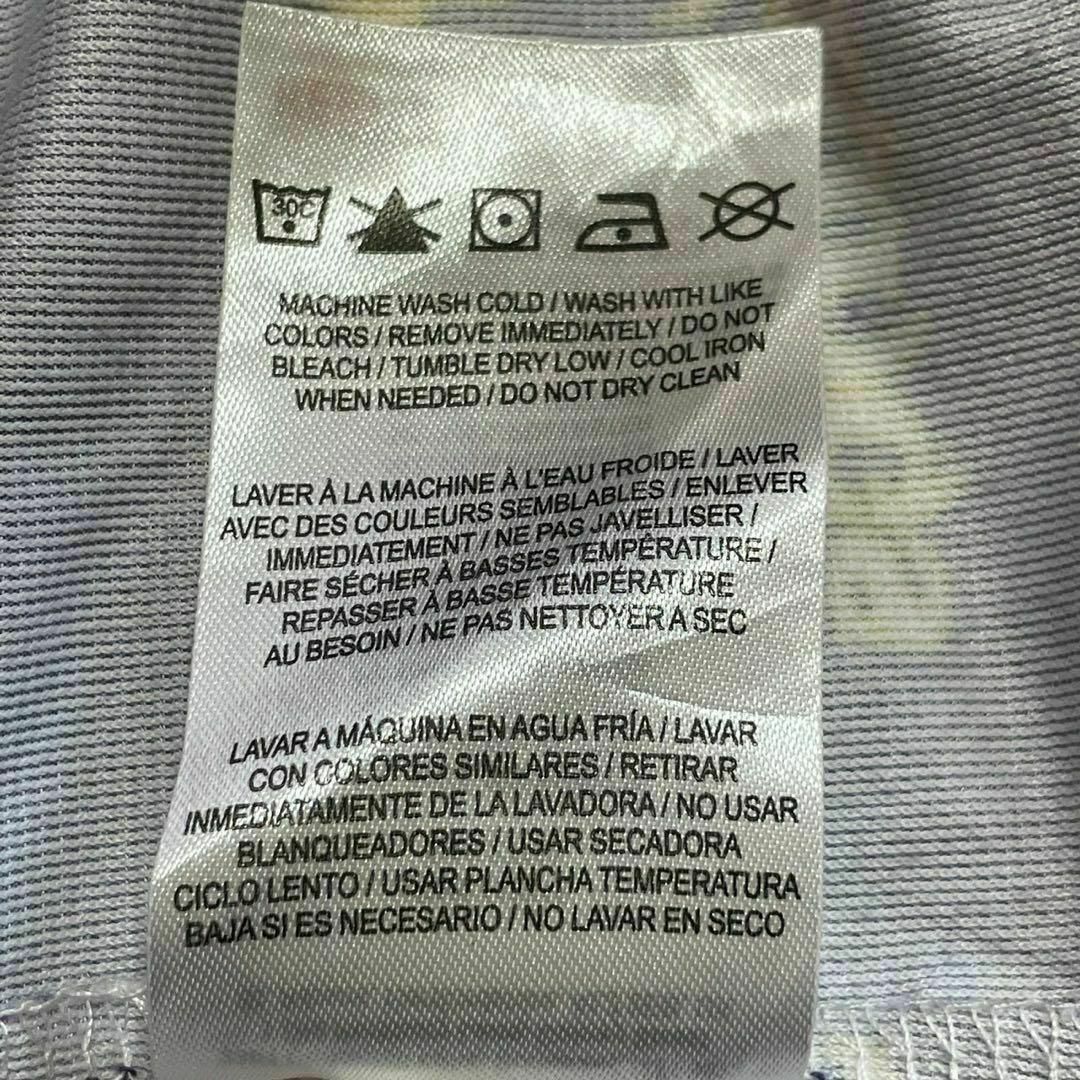 30C
MACHINE WASH COLD / WASH WITH LIKE
COLORS / REMOVE IMMEDIATELY / DO NOT
BLEACH / TUMBLE DRY LOW / COOL IRON
WHEN NEEDED / DO NOT DRY CLEAN
LAVER À LA MACHINE À L'EAU FROIDE / LAVER
AVEC DES COULEURS SEMBLABLES / ENLEVER
IMMEDIATEMENT / NE PAS JAVELLISER /
FAIRE SÉCHER À BASSES TEMPÉRATURE /
REPASSER À BASSE TEMPÉRATURE
AU BESOIN / NE PAS NETTOYER A SEC
LAVAR A MÁQUINA EN AGUA FRÍA / LAVAR
CON COLORES SIMILARES / RETIRAR
INMEDIATAMENTE DE LA LAVADORA / NO USAR
BLANQUEADORES / USAR SECADORA
CICLO LENTO / USAR PLANCHA TEMPERATURA
BAJA SI ES NECESARIO / NO LAVAR EN SECO